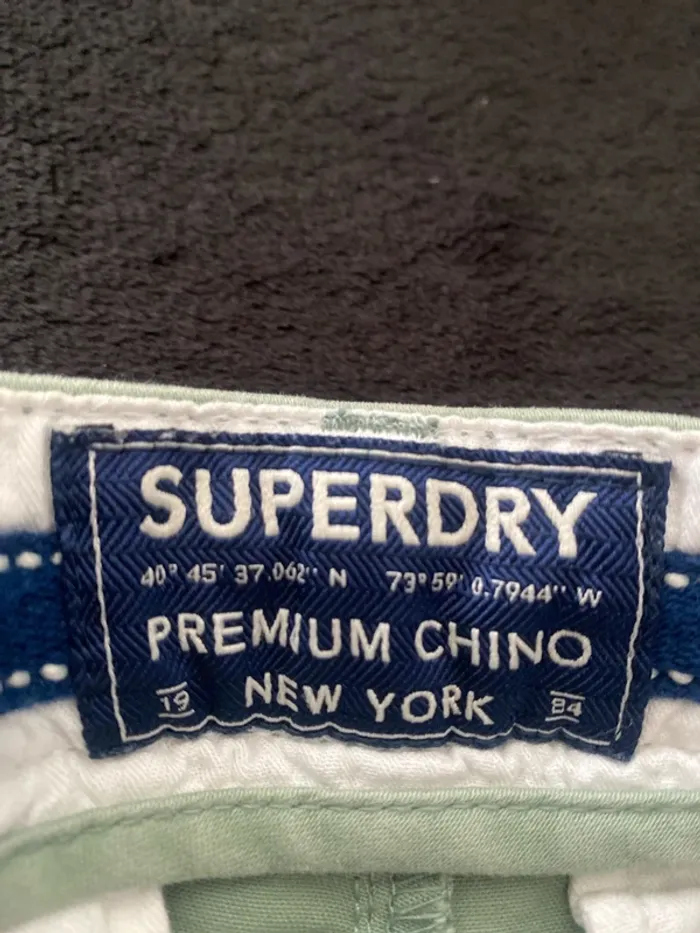 SUPERDRY
40° 45' 37.062" N 73° 59' 0.7944" W
PREMIUM CHINO
NEW YORK
19 84